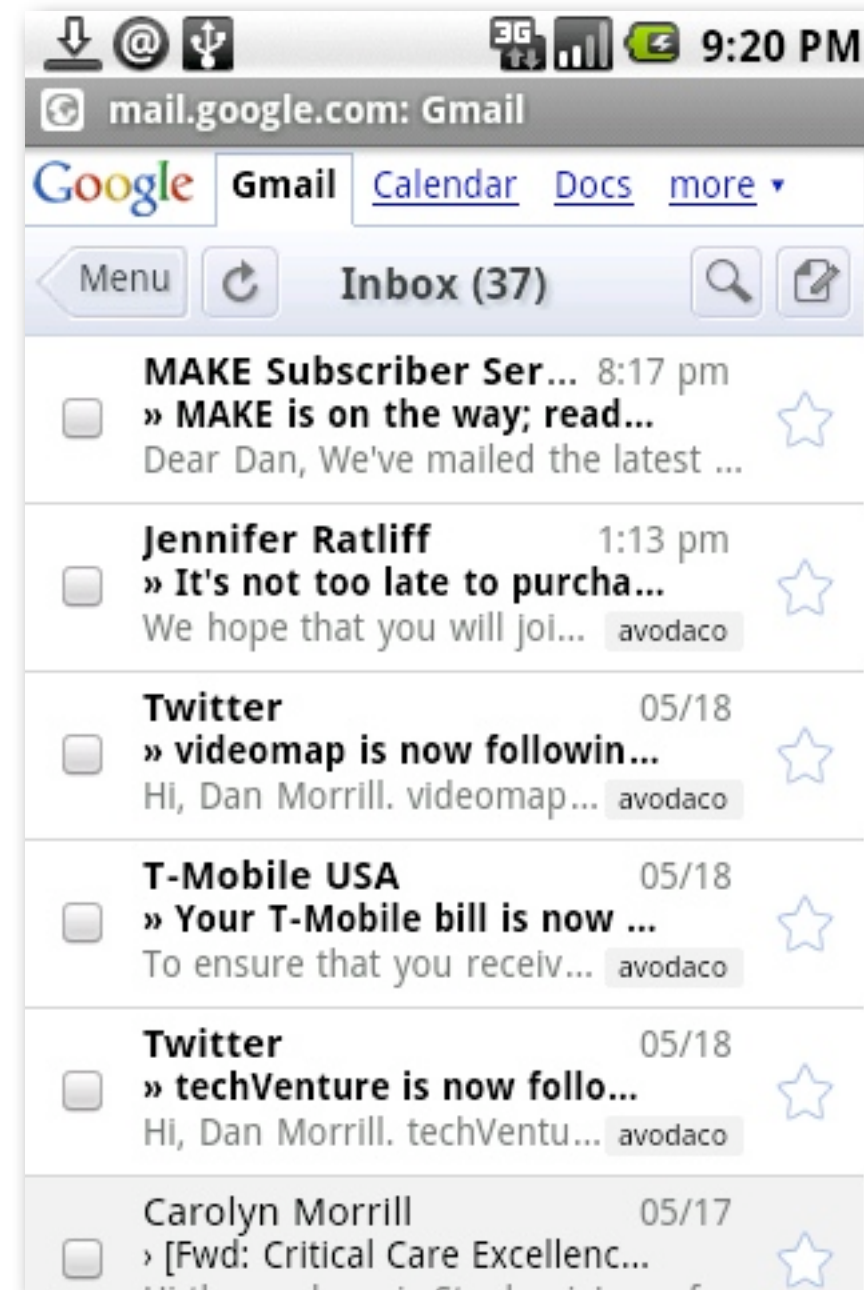 3G 9:20 PM
mail.google.com: Gmail
Google Gmail Calendar Docs more ▾
Menu Inbox (37)
MAKE Subscriber Ser... 8:17 pm
» MAKE is on the way; read...
Dear Dan, We've mailed the latest ...
Jennifer Ratliff 1:13 pm
» It's not too late to purcha...
We hope that you will joi... avodaco
Twitter 05/18
» videomap is now followin...
Hi, Dan Morrill. videomap... avodaco
T-Mobile USA 05/18
» Your T-Mobile bill is now ...
To ensure that you receiv... avodaco
Twitter 05/18
» techVenture is now follo...
Hi, Dan Morrill. techVentu... avodaco
Carolyn Morrill 05/17
› [Fwd: Critical Care Excellenc...